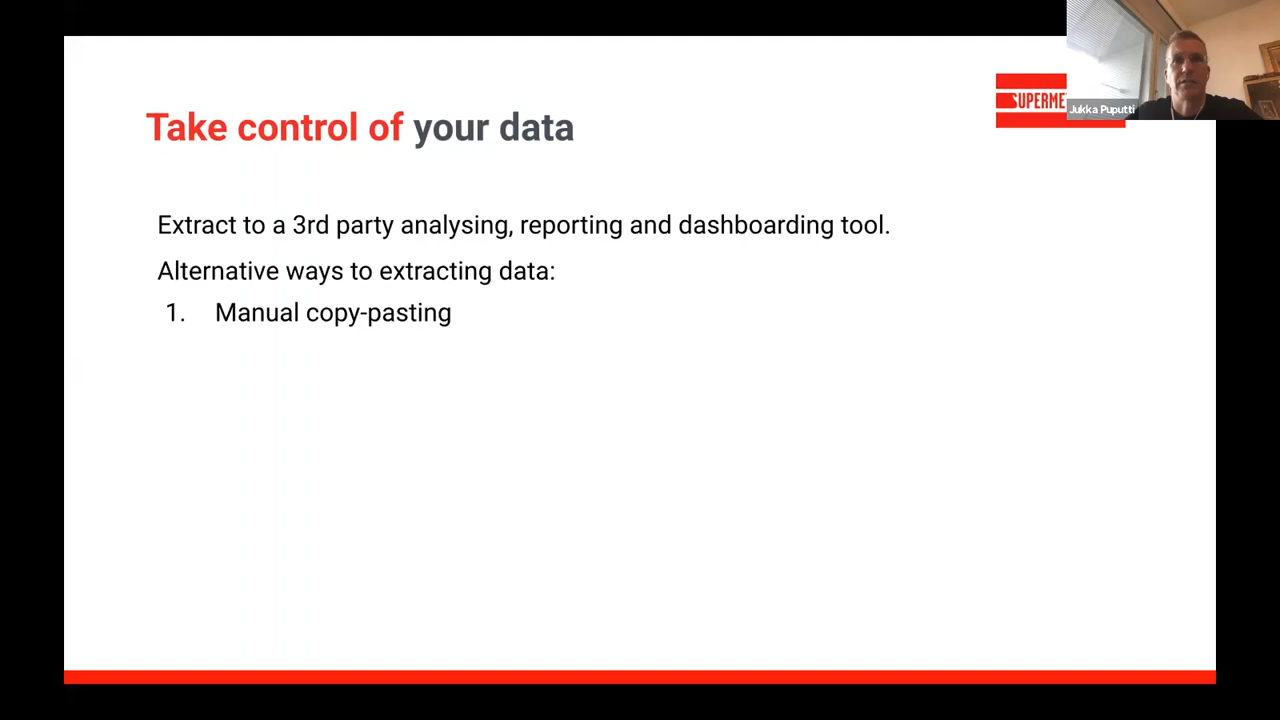 Take control of your data
SUPERME
Jukka Puputti
Extract to a 3rd party analysing, reporting and dashboarding tool.
Alternative ways to extracting data:
1. Manual copy-pasting